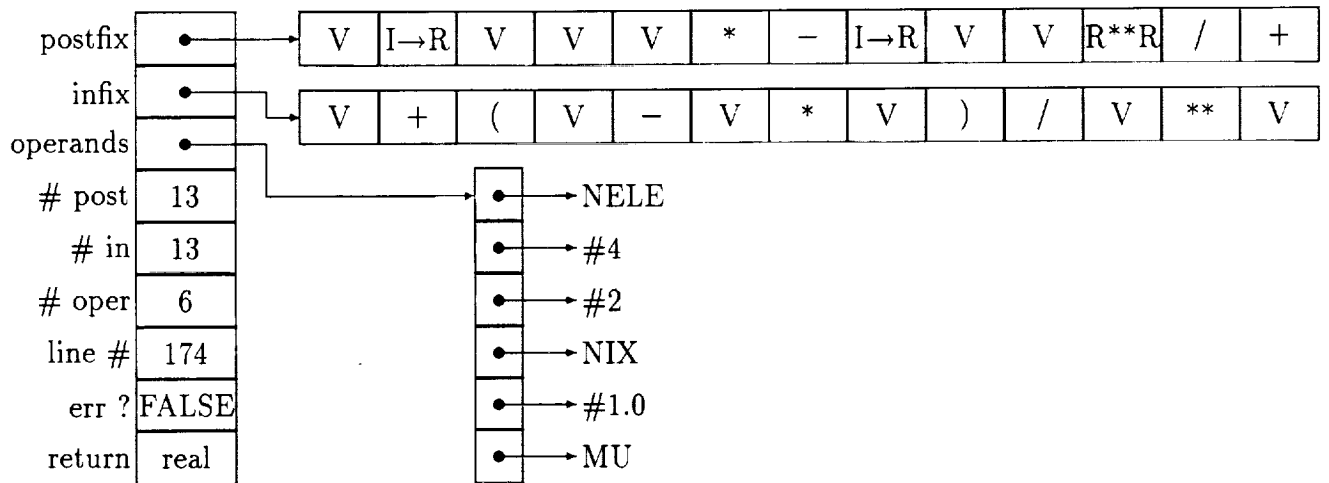 postfix V I→R V V V * − I→R V V R**R / +
infix V + ( V − V * V ) / V ** V
operands
# post 13 NELE
# in 13 #4
# oper 6 #2
line # 174 NIX
err ? FALSE #1.0
return real MU